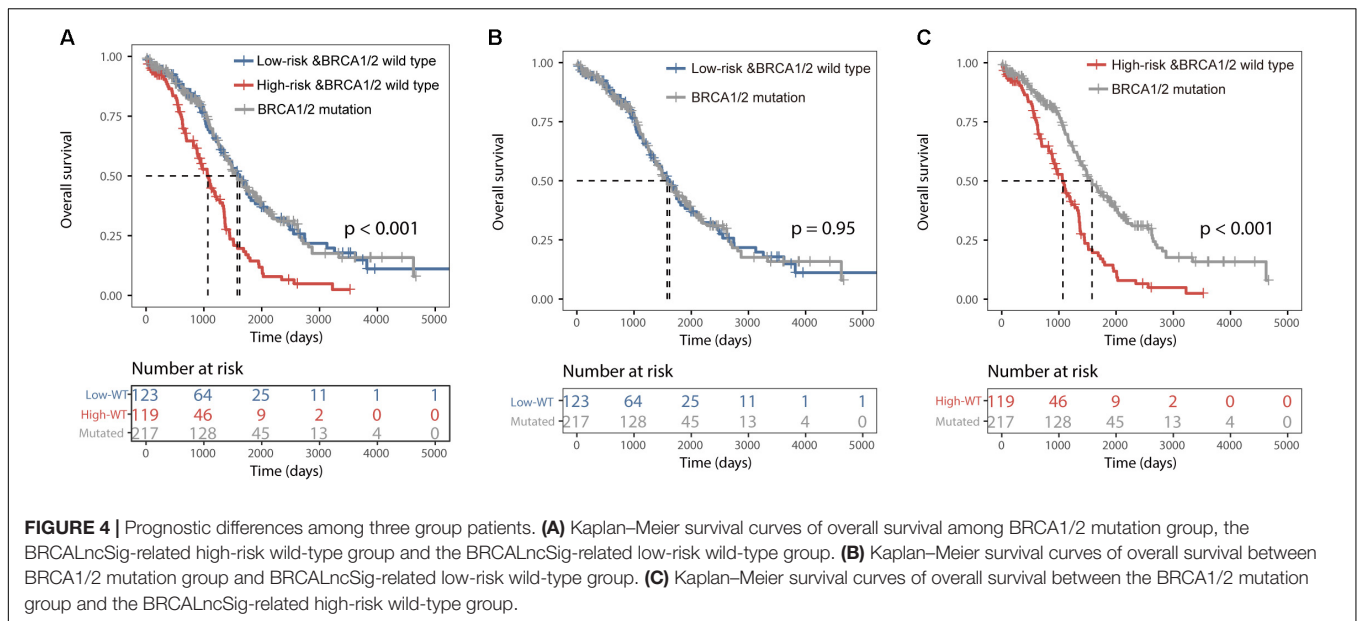 A
1.00
0.75
0.50
0.25
0.00
Overall survival
Low-risk &BRCA1/2 wild type
High-risk &BRCA1/2 wild type
BRCA1/2 mutation
p < 0.001
0 1000 2000 3000 4000 5000
Time (days)
Number at risk
Low-WT 123 64 25 11 1 1
High-WT 119 46 9 2 0 0
Mutated 217 128 45 13 4 0
0 1000 2000 3000 4000 5000
Time (days)
B
1.00
0.75
0.50
0.25
0.00
Overall survival
Low-risk &BRCA1/2 wild type
BRCA1/2 mutation
p = 0.95
0 1000 2000 3000 4000 5000
Time (days)
Number at risk
Low-WT 123 64 25 11 1 1
Mutated 217 128 45 13 4 0
0 1000 2000 3000 4000 5000
Time (days)
C
1.00
0.75
0.50
0.25
0.00
Overall survival
High-risk &BRCA1/2 wild type
BRCA1/2 mutation
p < 0.001
0 1000 2000 3000 4000 5000
Time (days)
Number at risk
High-WT 119 46 9 2 0 0
Mutated 217 128 45 13 4 0
0 1000 2000 3000 4000 5000
Time (days)
FIGURE 4 | Prognostic differences among three group patients. (A) Kaplan–Meier survival curves of overall survival among BRCA1/2 mutation group, the
BRCALncSig-related high-risk wild-type group and the BRCALncSig-related low-risk wild-type group. (B) Kaplan–Meier survival curves of overall survival between
BRCA1/2 mutation group and BRCALncSig-related low-risk wild-type group. (C) Kaplan–Meier survival curves of overall survival between the BRCA1/2 mutation
group and the BRCALncSig-related high-risk wild-type group.